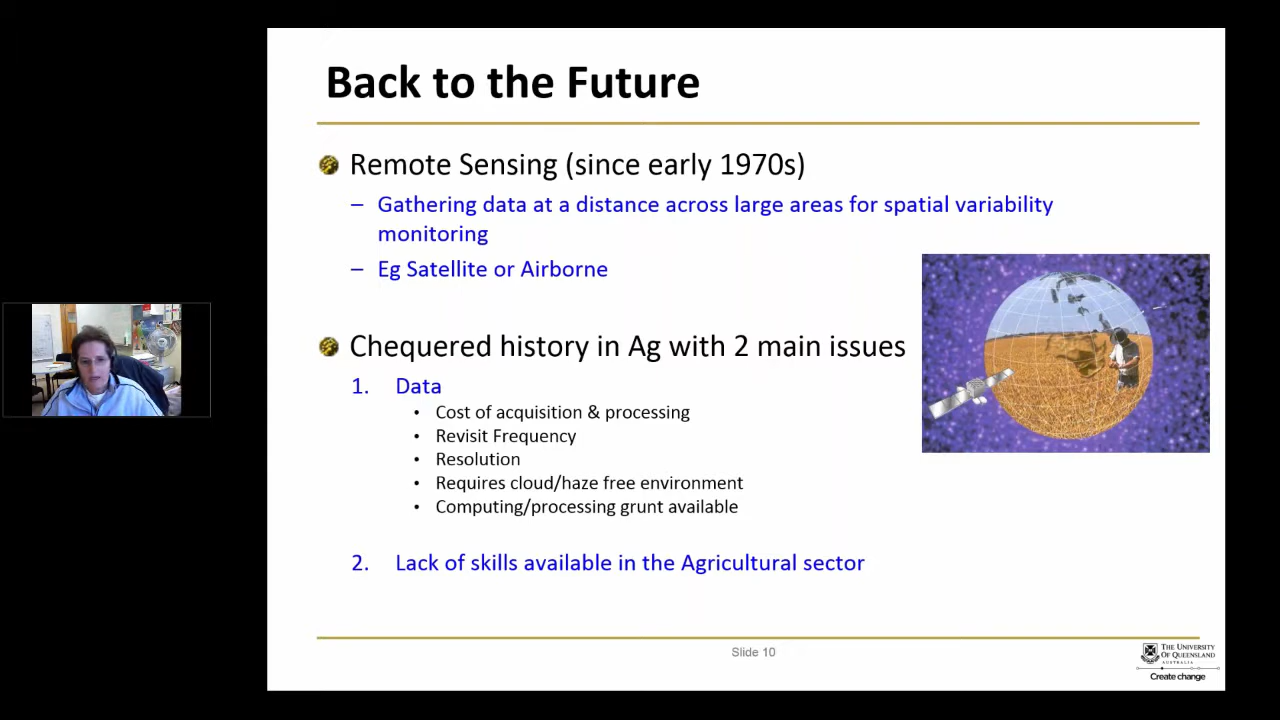 Back to the Future
Remote Sensing (since early 1970s)
– Gathering data at a distance across large areas for spatial variability
monitoring
– Eg Satellite or Airborne
Chequered history in Ag with 2 main issues
1. Data
• Cost of acquisition & processing
• Revisit Frequency
• Resolution
• Requires cloud/haze free environment
• Computing/processing grunt available
2. Lack of skills available in the Agricultural sector
Slide 10
THE UNIVERSITY
OF QUEENSLAND
AUSTRALIA
Create change